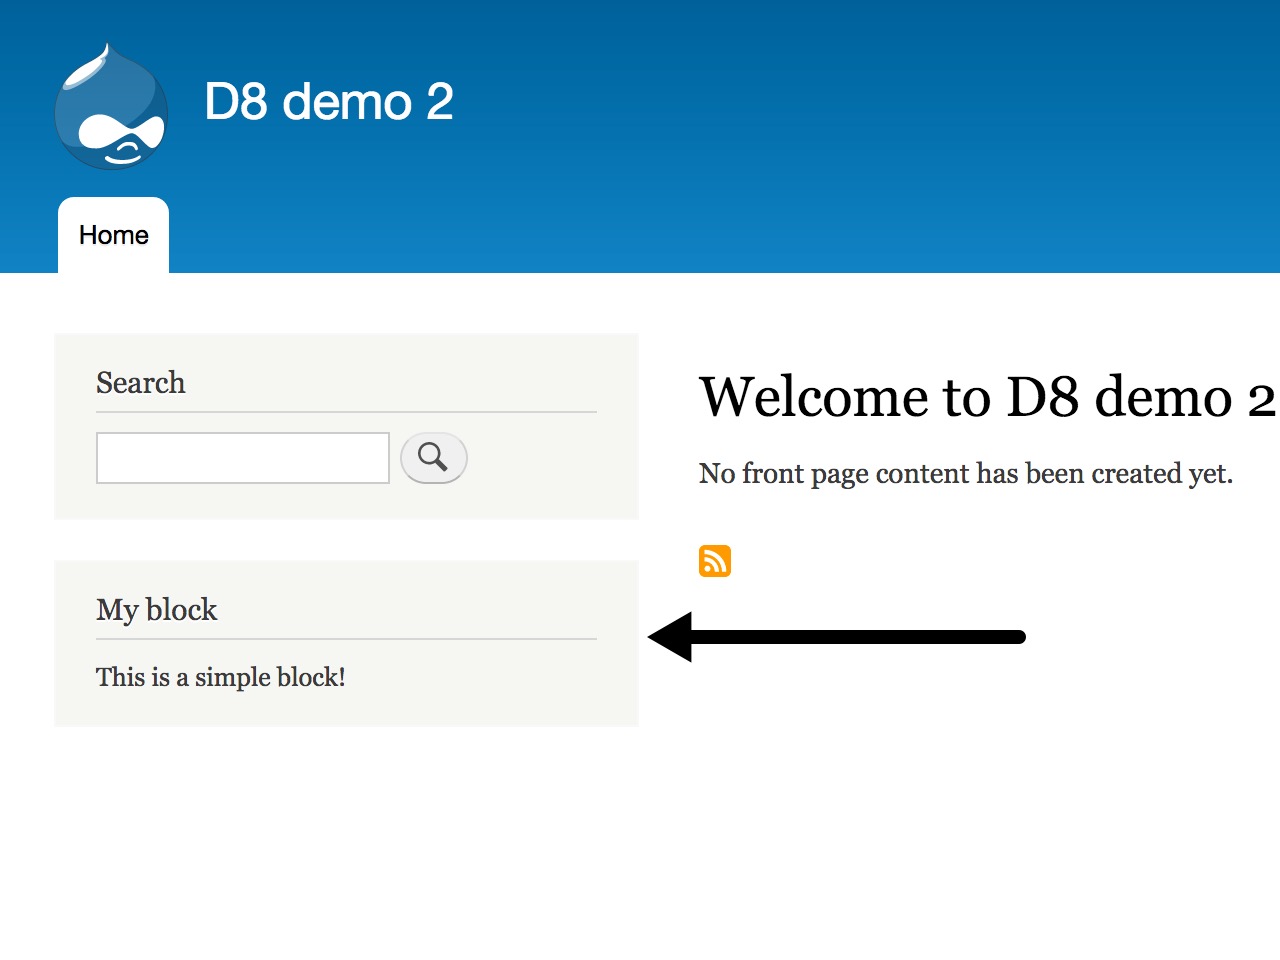 D8 demo 2
Home
Search
My block
This is a simple block!
Welcome to D8 demo 2
No front page content has been created yet.